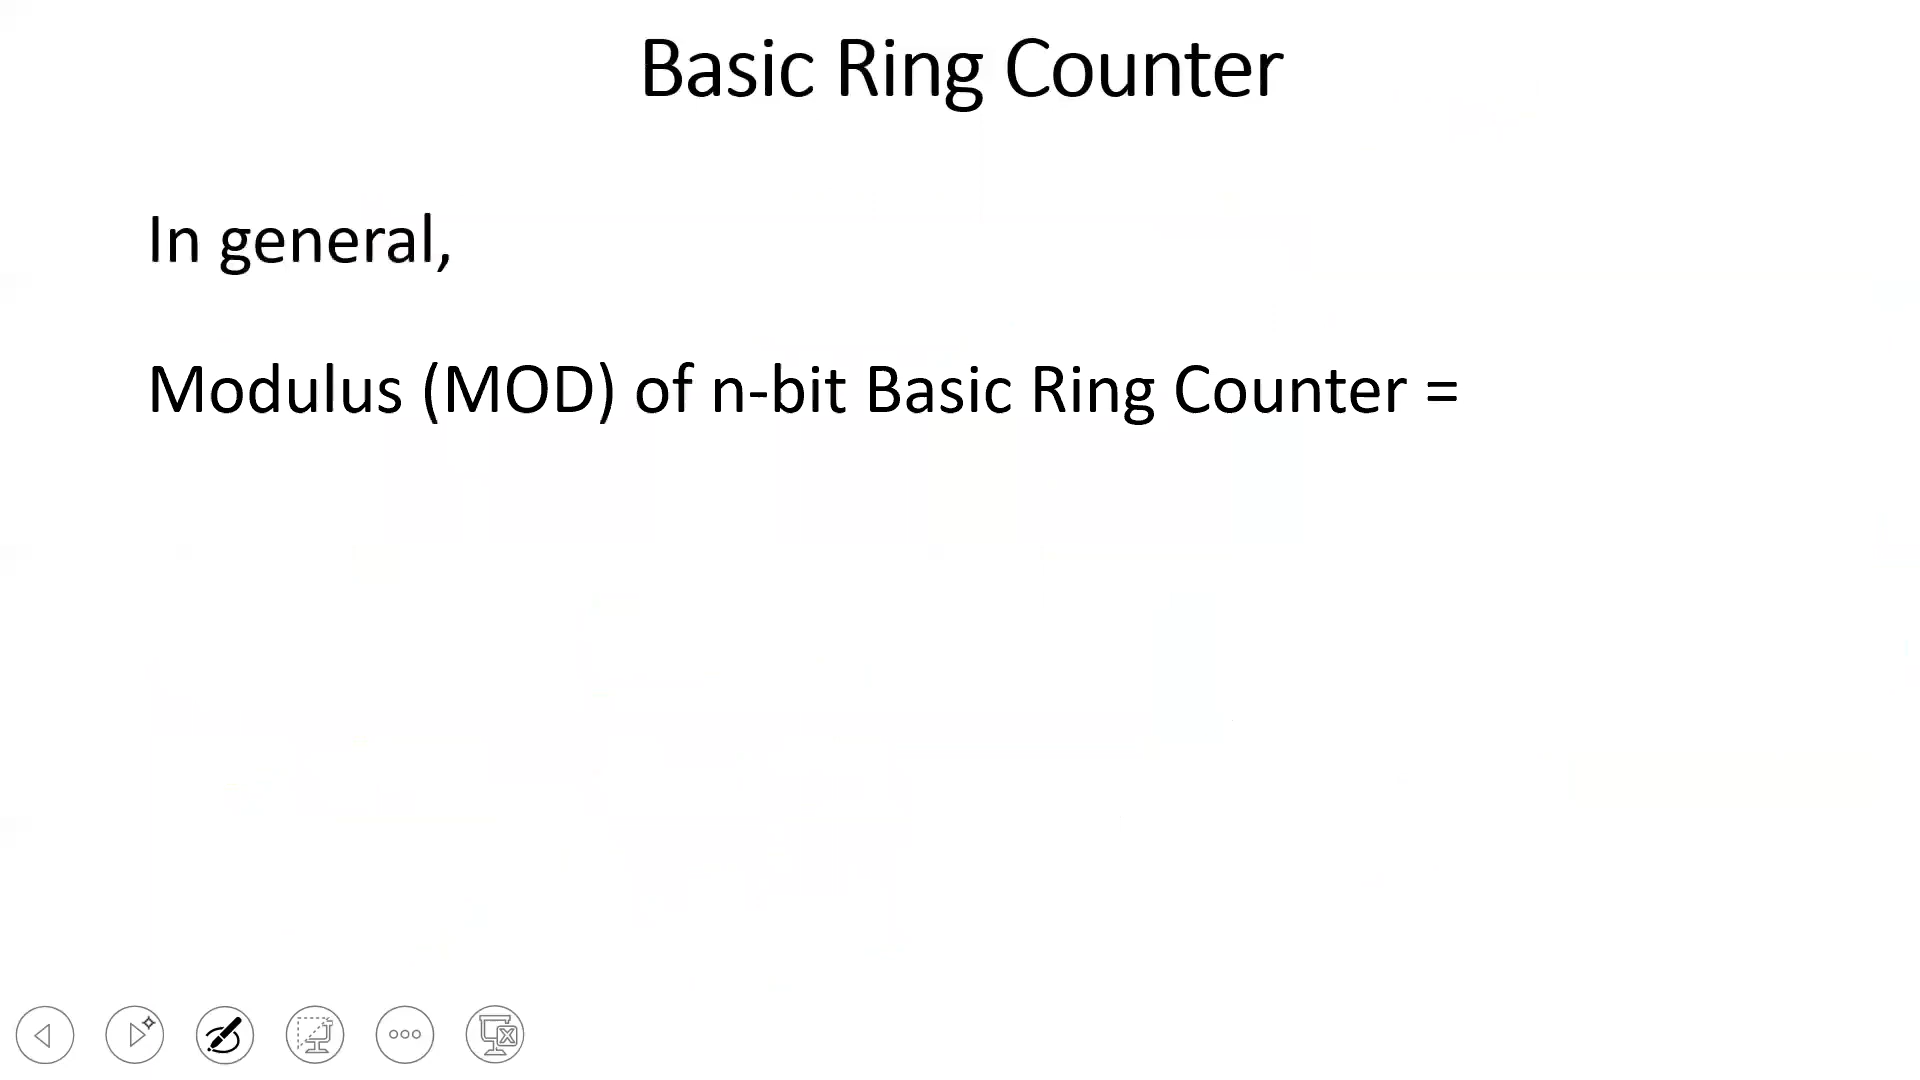 Basic Ring Counter
In general,
Modulus (MOD) of n-bit Basic Ring Counter =